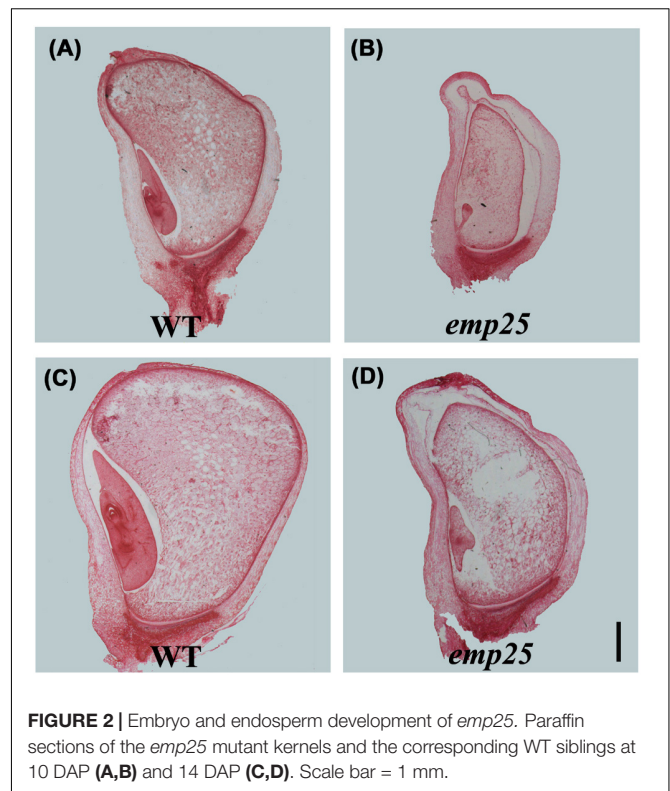 (A)
WT
(B)
emp25
(C)
WT
(D)
emp25
FIGURE 2 | Embryo and endosperm development of emp25. Paraffin
sections of the emp25 mutant kernels and the corresponding WT siblings at
10 DAP (A,B) and 14 DAP (C,D). Scale bar = 1 mm.